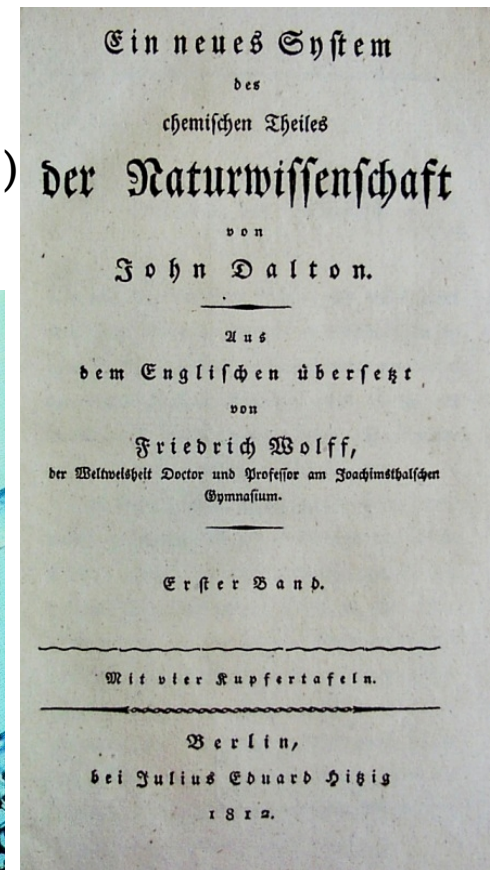 )
Ein neues System
des
chemischen Theiles
der Naturwissenschaft
von
John Dalton.
Aus
dem Englischen übersetzt
von
Friedrich Wolff,
der Weltweisheit Doctor und Professor am Joachimsthalschen
Gymnasium.
Erster Band.
Mit vier Kupfertafeln.
Berlin,
bei Julius Eduard Hitzig
1812.